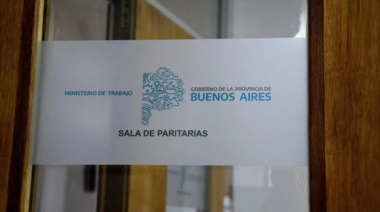 MINISTERIO DE TRABAJO
GOBIERNO DE LA PROVINCIA DE
BUENOS AIRES
SALA DE PARITARIAS